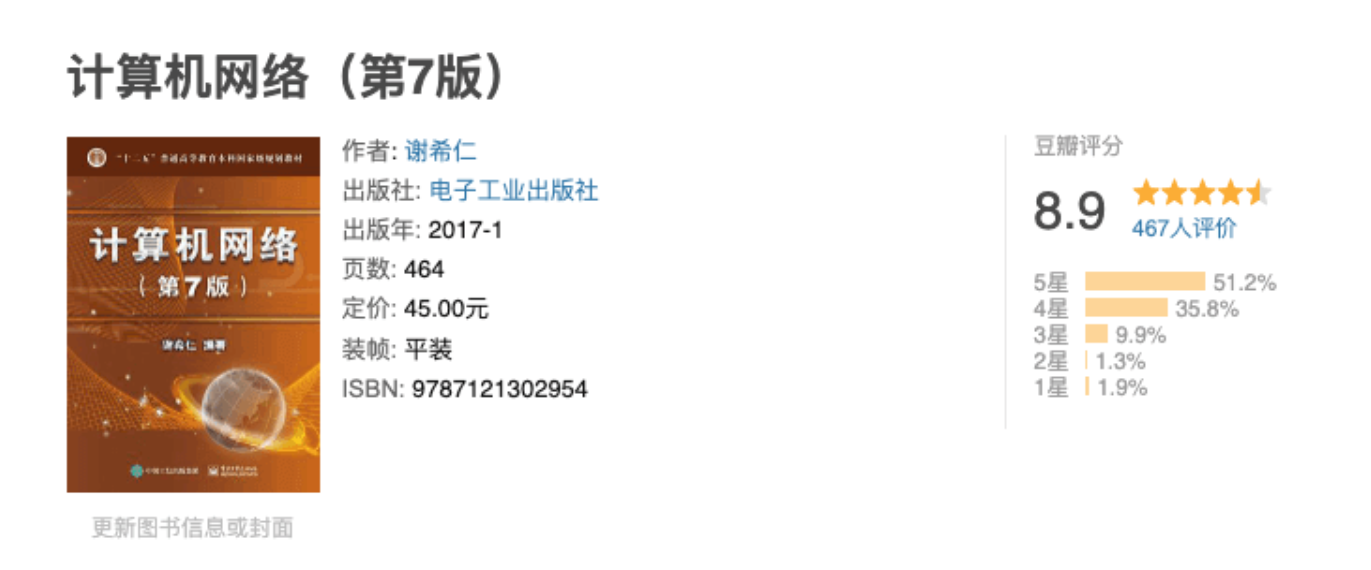 计算机网络（第7版）
“十二五”普通高等教育本科国家级规划教材
计算机网络
（第7版）
谢希仁 编著
更新图书信息或封面
作者: 谢希仁
出版社: 电子工业出版社
出版年: 2017-1
页数: 464
定价: 45.00元
装帧: 平装
ISBN: 9787121302954
豆瓣评分
8.9
467人评价
5星 51.2%
4星 35.8%
3星 9.9%
2星 1.3%
1星 1.9%